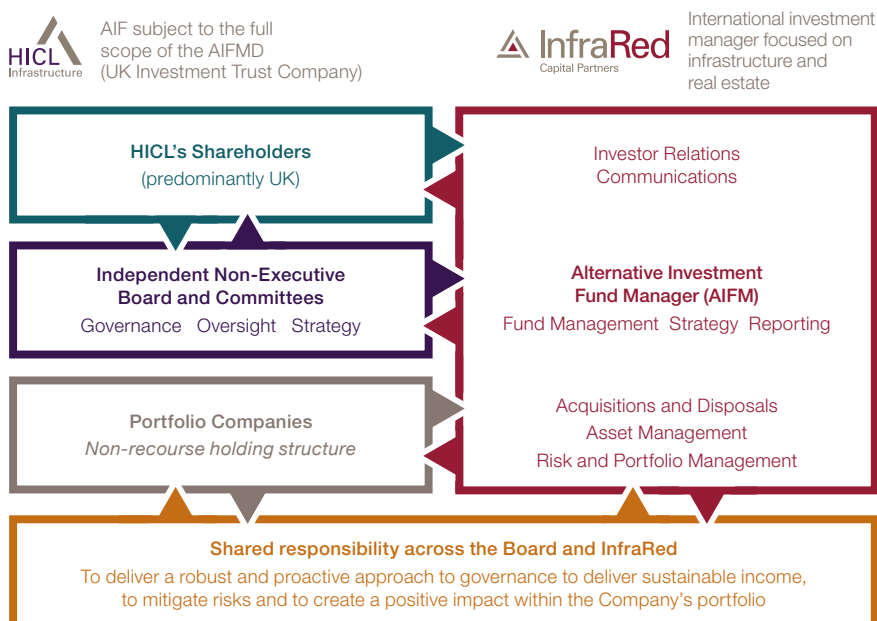 HICL
Infrastructure
AIF subject to the full
scope of the AIFMD
(UK Investment Trust Company)
InfraRed
Capital Partners
International investment
manager focused on
infrastructure and
real estate
HICL's Shareholders
(predominantly UK)
Investor Relations
Communications
Independent Non-Executive
Board and Committees
Governance Oversight Strategy
Alternative Investment
Fund Manager (AIFM)
Fund Management Strategy Reporting
Portfolio Companies
Non-recourse holding structure
Acquisitions and Disposals
Asset Management
Risk and Portfolio Management
Shared responsibility across the Board and InfraRed
To deliver a robust and proactive approach to governance to deliver sustainable income,
to mitigate risks and to create a positive impact within the Company's portfolio